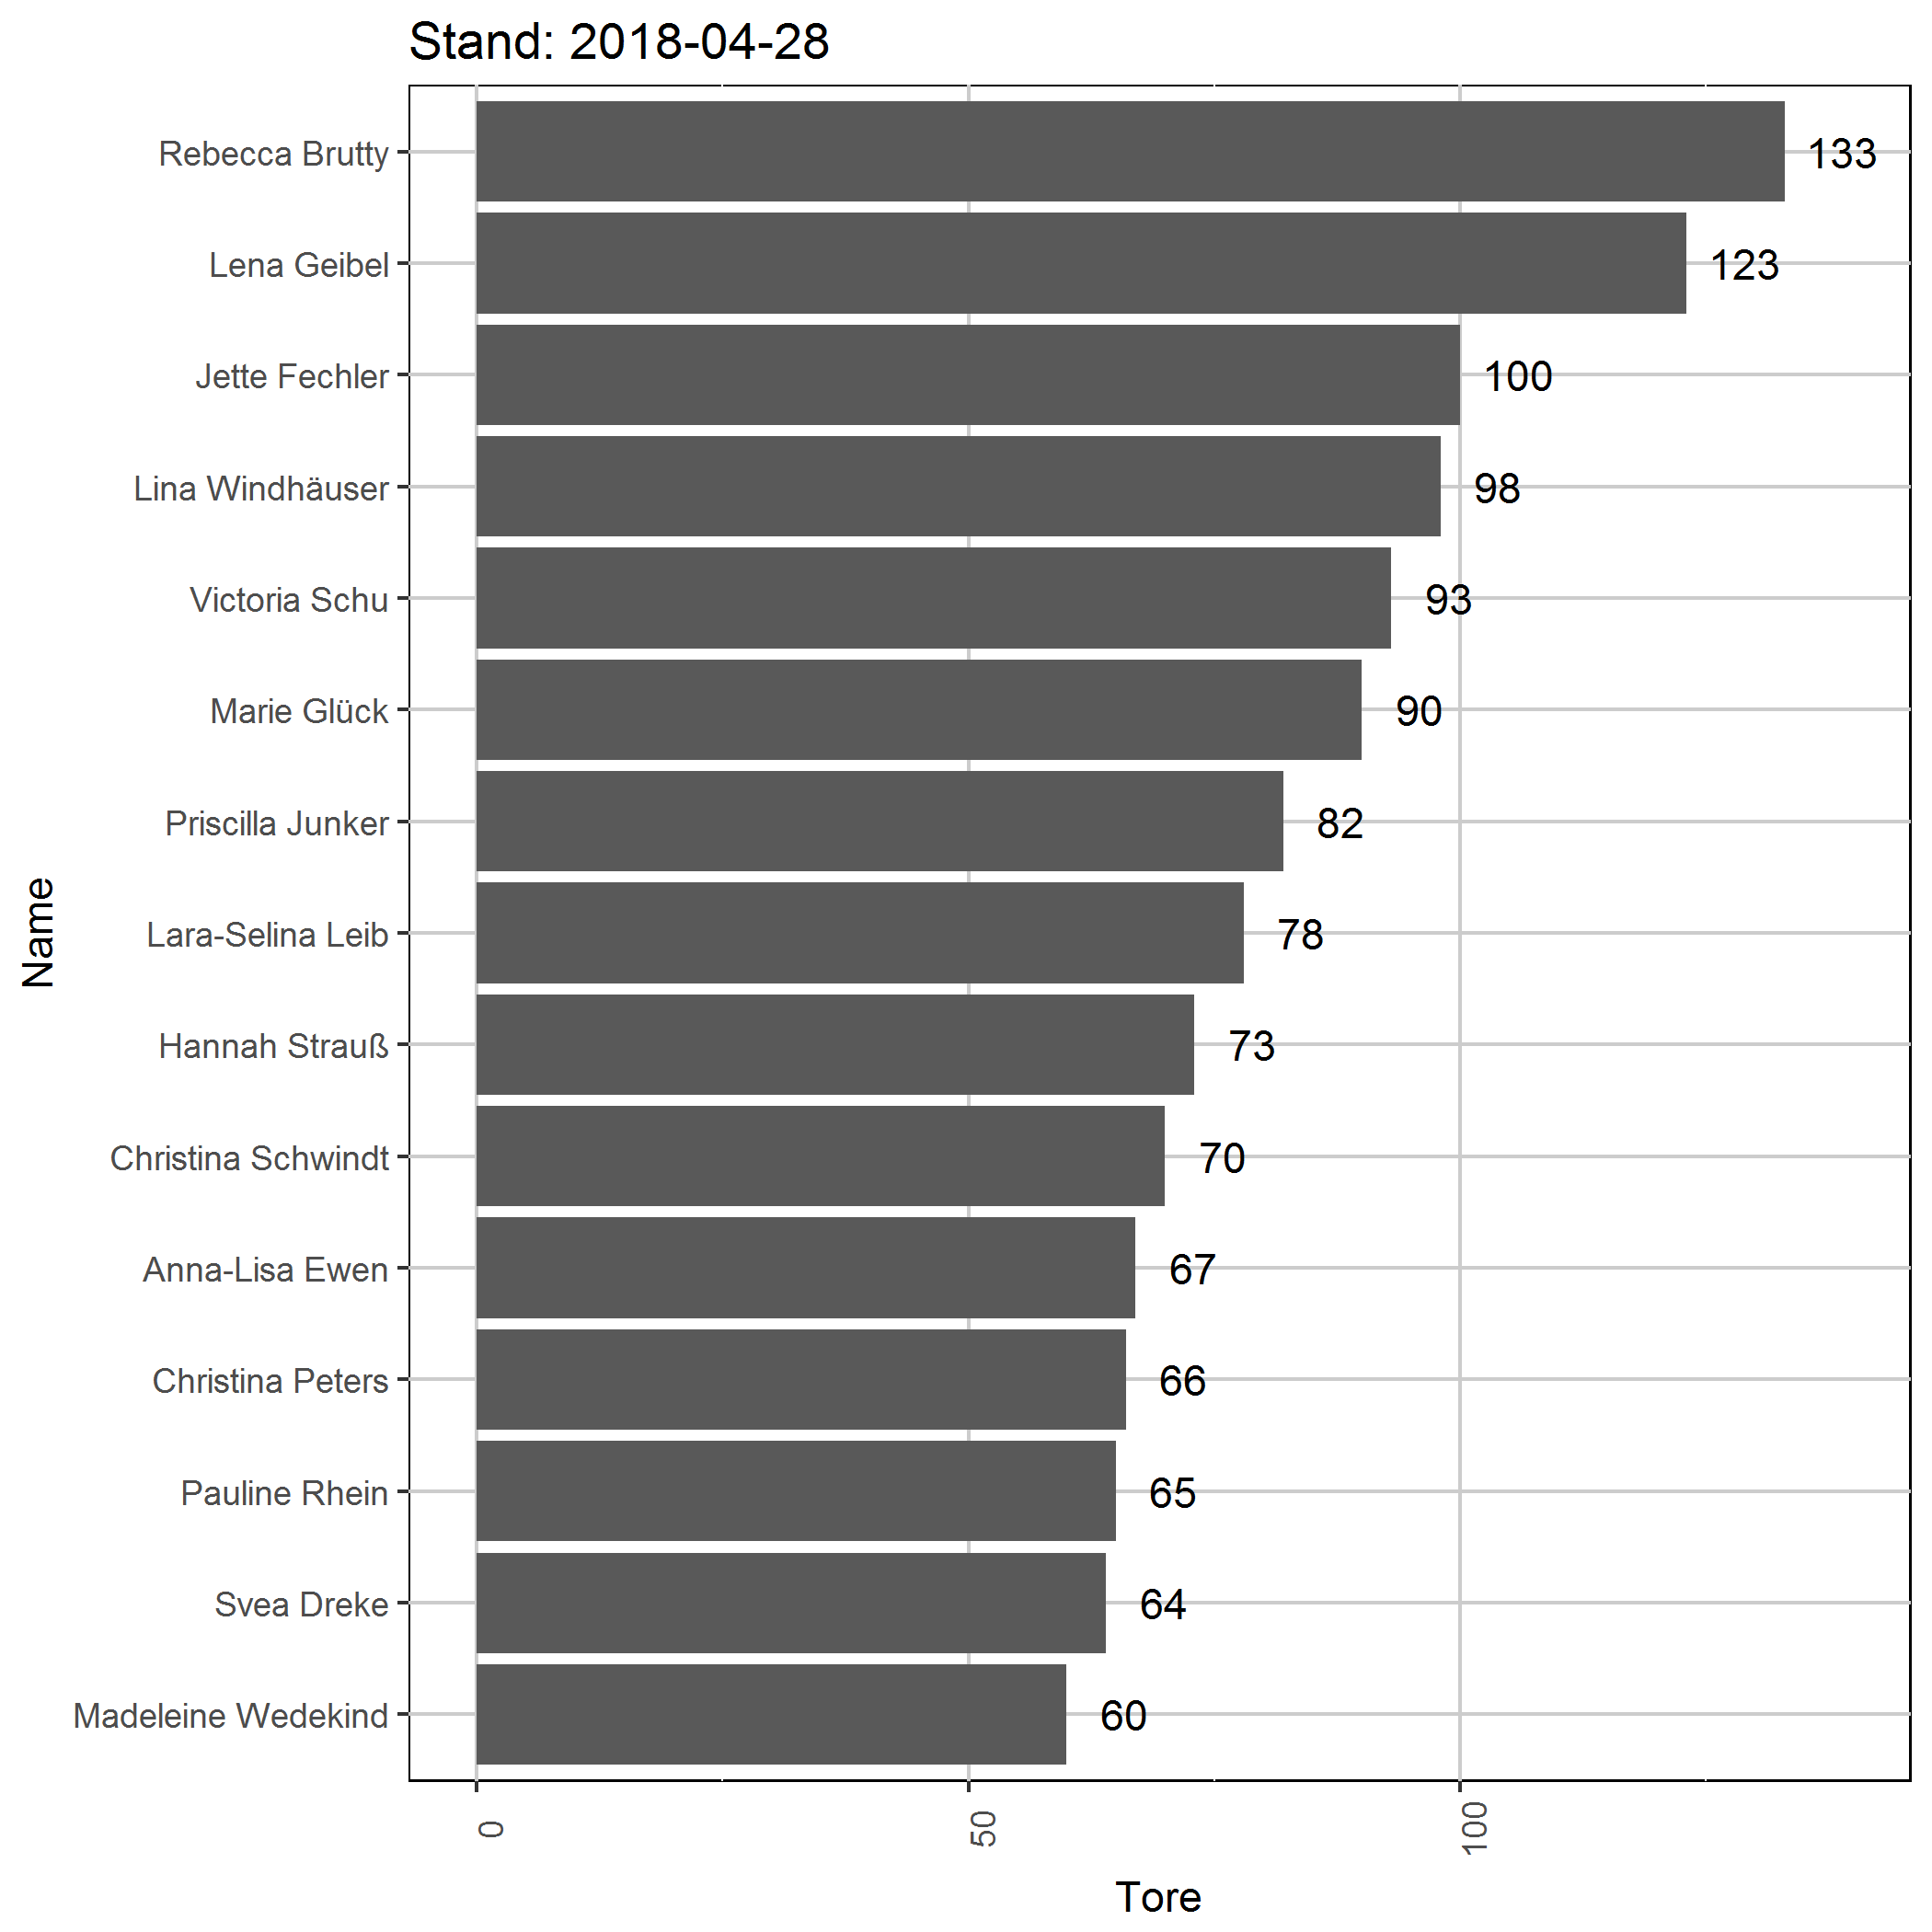 Stand: 2018-04-28
Rebecca Brutty 133
Lena Geibel 123
Jette Fechler 100
Lina Windhäuser 98
Victoria Schu 93
Marie Glück 90
Priscilla Junker 82
Lara-Selina Leib 78
Hannah Strauß 73
Christina Schwindt 70
Anna-Lisa Ewen 67
Christina Peters 66
Pauline Rhein 65
Svea Dreke 64
Madeleine Wedekind 60
Name
0 50 100
Tore